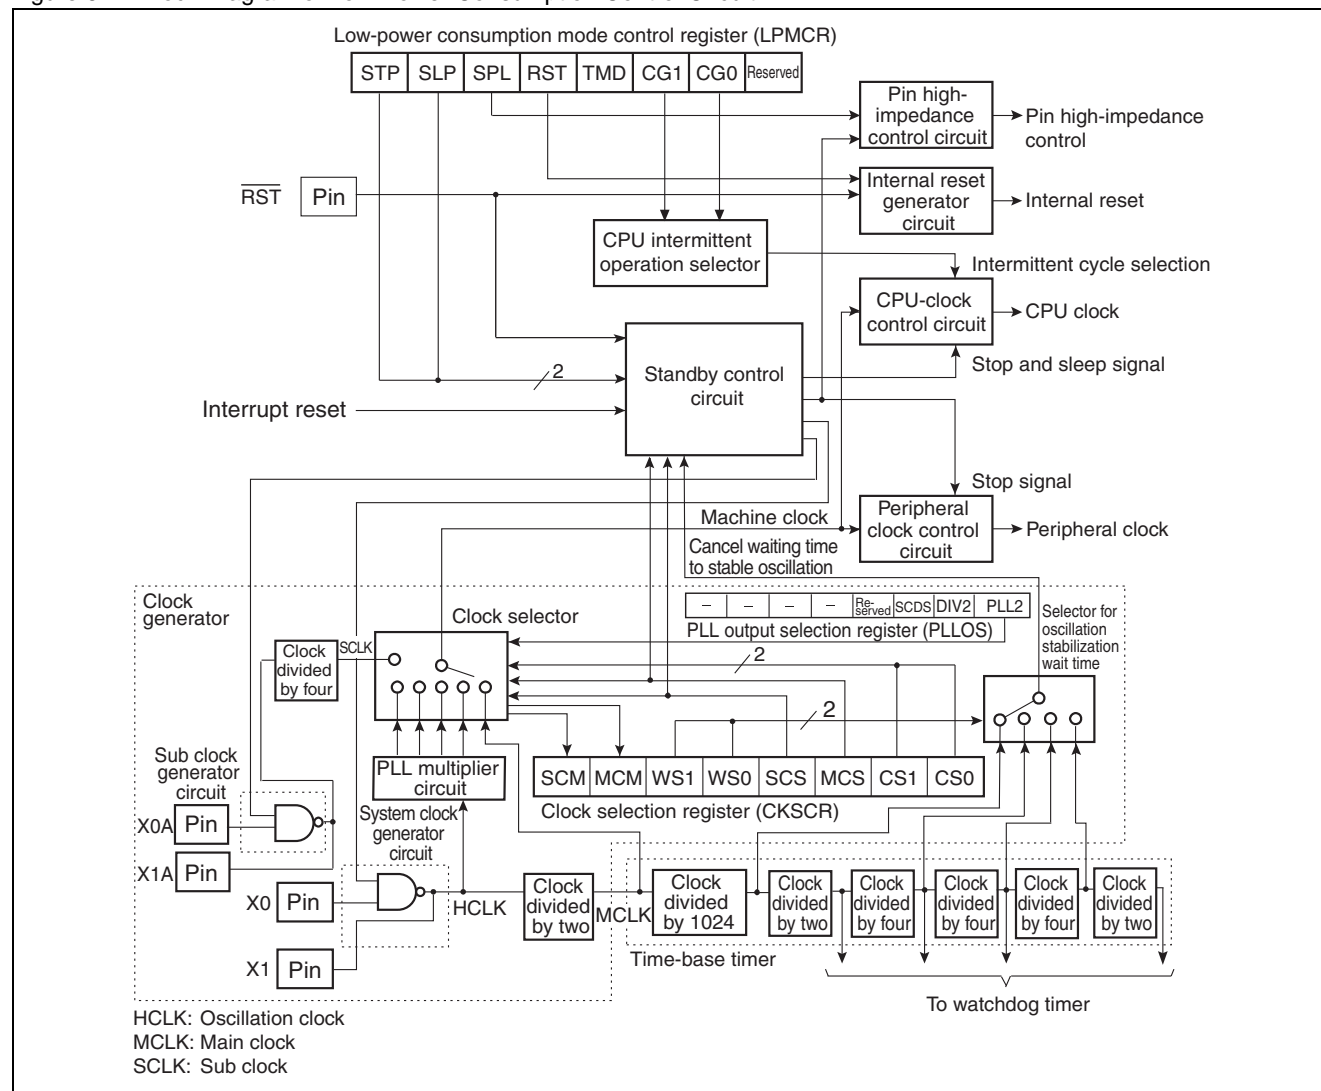 Low-power consumption mode control register (LPMCR)
STP SLP SPL RST TMD CG1 CG0 Reserved
Pin high-
impedance
control circuit
Pin high-impedance
control
RST Pin
Internal reset
generator
circuit
Internal reset
CPU intermittent
operation selector
Intermittent cycle selection
CPU-clock
control circuit
CPU clock
Standby control
circuit
2
Stop and sleep signal
Interrupt reset
Stop signal
Machine clock
Peripheral
clock control
circuit
Peripheral clock
Cancel waiting time
to stable oscillation
Clock
generator
Clock selector
– – – – Re-
served SCDS DIV2 PLL2
PLL output selection register (PLLOS)
Selector for
oscillation
stabilization
wait time
SCLK
Clock
divided
by four
2
2
Sub clock
generator
circuit
PLL multiplier
circuit
SCM MCM WS1 WS0 SCS MCS CS1 CS0
Clock selection register (CKSCR)
System clock
generator
circuit
X0A Pin
X1A Pin
X0 Pin
X1 Pin
HCLK
Clock
divided
by two
MCLK
Clock
divided
by 1024
Clock
divided
by two
Clock
divided
by four
Clock
divided
by four
Clock
divided
by four
Clock
divided
by two
Time-base timer
To watchdog timer
HCLK: Oscillation clock
MCLK: Main clock
SCLK: Sub clock